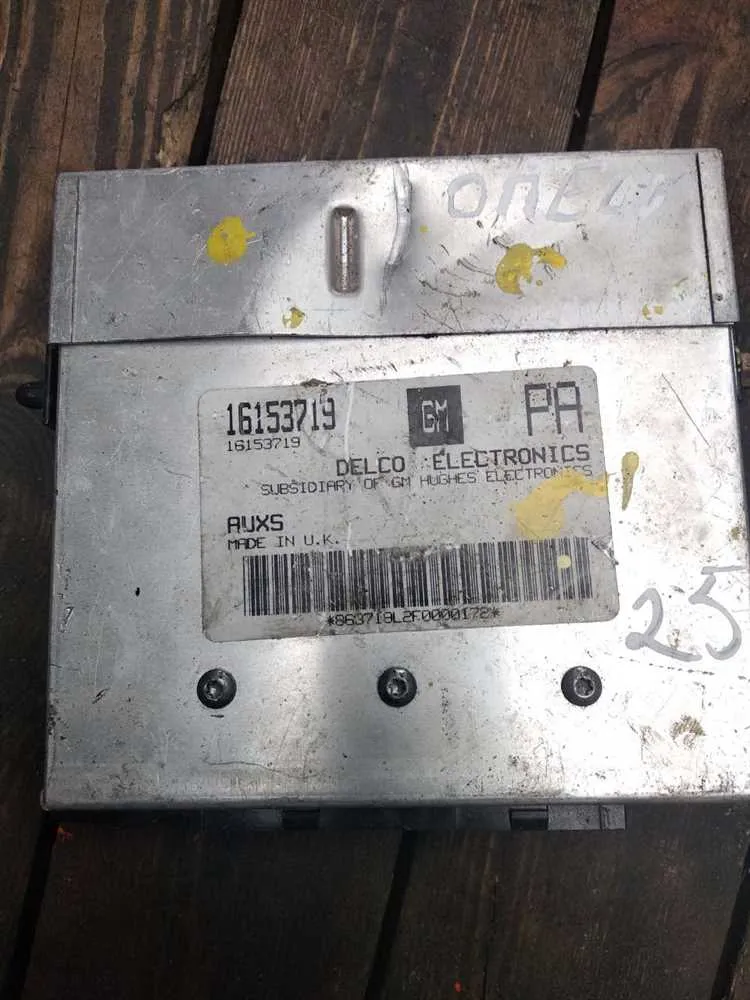 ОПЕЛЬ
16153719
GM
PA
16153719
DELCO ELECTRONICS
SUBSIDIARY OF GM HUGHES ELECTRONICS
AUXS
MADE IN U.K.
*863719L2F0000172*
25